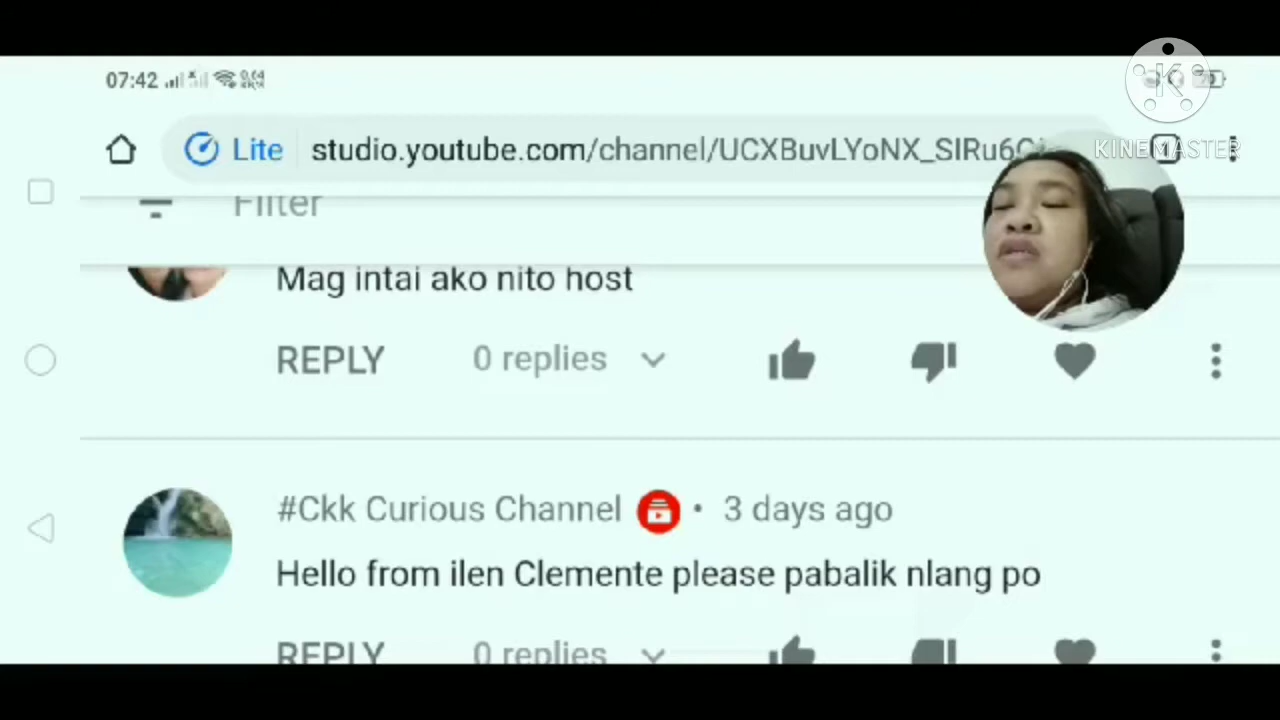 07:42
KINEMASTER
Lite studio.youtube.com/channel/UCXBuvLYoNX_SIRu6C
Filter
Mag intai ako nito host
REPLY 0 replies
#Ckk Curious Channel • 3 days ago
Hello from ilen Clemente please pabalik nlang po
REPLY 0 replies